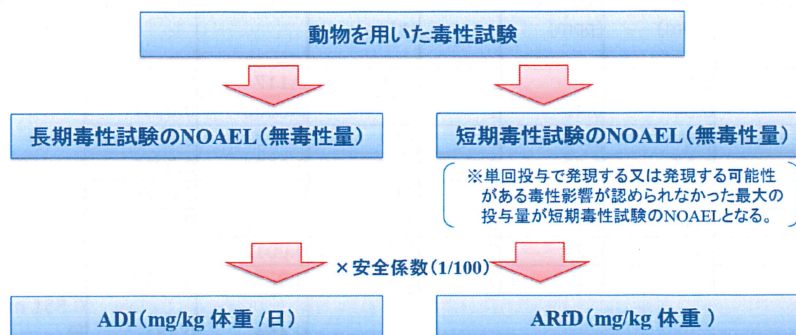 動物を用いた毒性試験
長期毒性試験のNOAEL(無毒性量)
短期毒性試験のNOAEL(無毒性量)
※単回投与で発現する又は発現する可能性
がある毒性影響が認められなかった最大の
投与量が短期毒性試験のNOAELとなる。
×安全係数(1/100)
ADI(mg/kg 体重 /日)
ARfD(mg/kg 体重 )